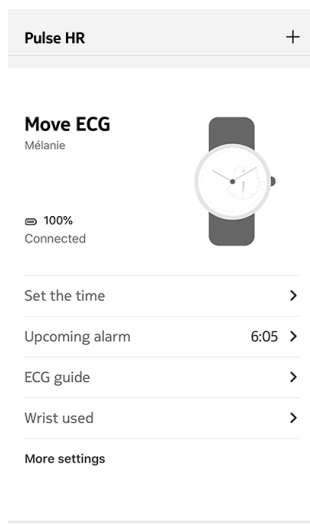 Pulse HR
Move ECG
Mélanie
100%
Connected
Set the time
Upcoming alarm 6:05
ECG guide
Wrist used
More settings